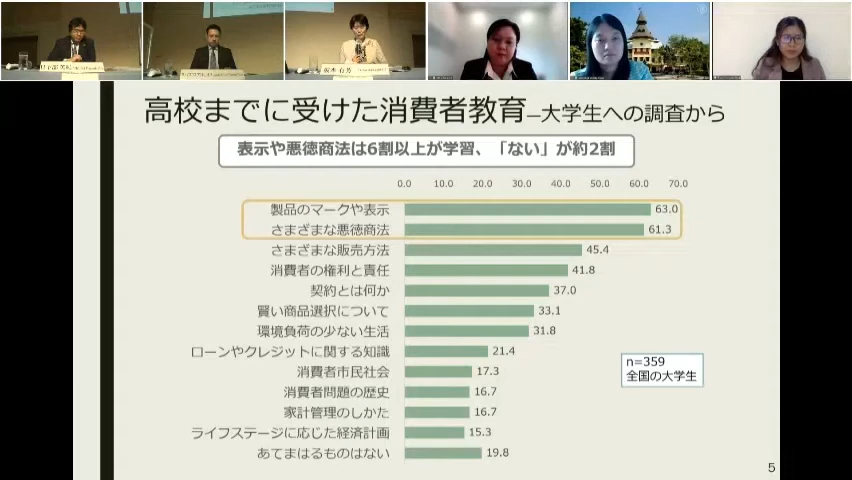 高校までに受けた消費者教育―大学生への調査から
表示や悪徳商法は6割以上が学習、「ない」が約2割
0.0 10.0 20.0 30.0 40.0 50.0 60.0 70.0
製品のマークや表示 63.0
さまざまな悪徳商法 61.3
さまざまな販売方法 45.4
消費者の権利と責任 41.8
契約とは何か 37.0
賢い商品選択について 33.1
環境負荷の少ない生活 31.8
ローンやクレジットに関する知識 21.4
消費者市民社会 17.3
消費者問題の歴史 16.7
家計管理のしかた 16.7
ライフステージに応じた経済計画 15.3
あてまはるものはない 19.8
n=359
全国の大学生
5